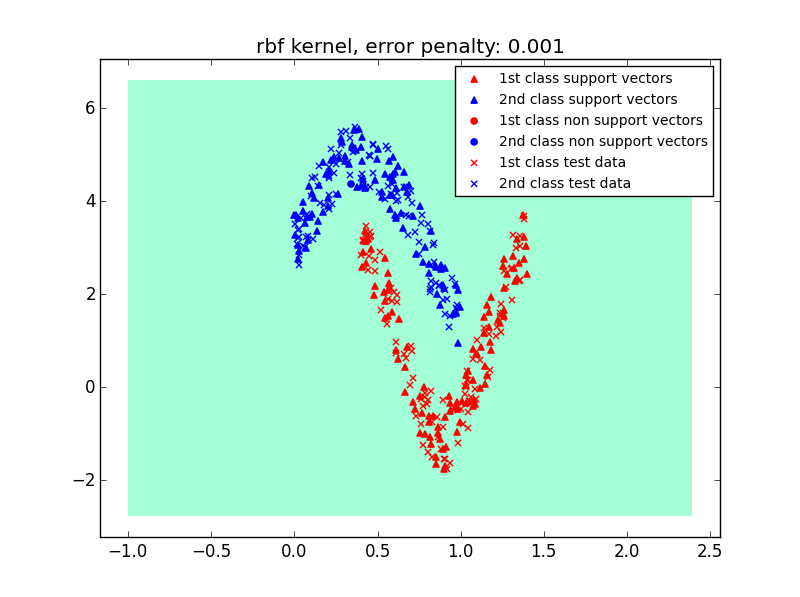 rbf kernel, error penalty: 0.001
1st class support vectors
2nd class support vectors
1st class non support vectors
2nd class non support vectors
1st class test data
2nd class test data
6
4
2
0
−2
−1.0 −0.5 0.0 0.5 1.0 1.5 2.0 2.5